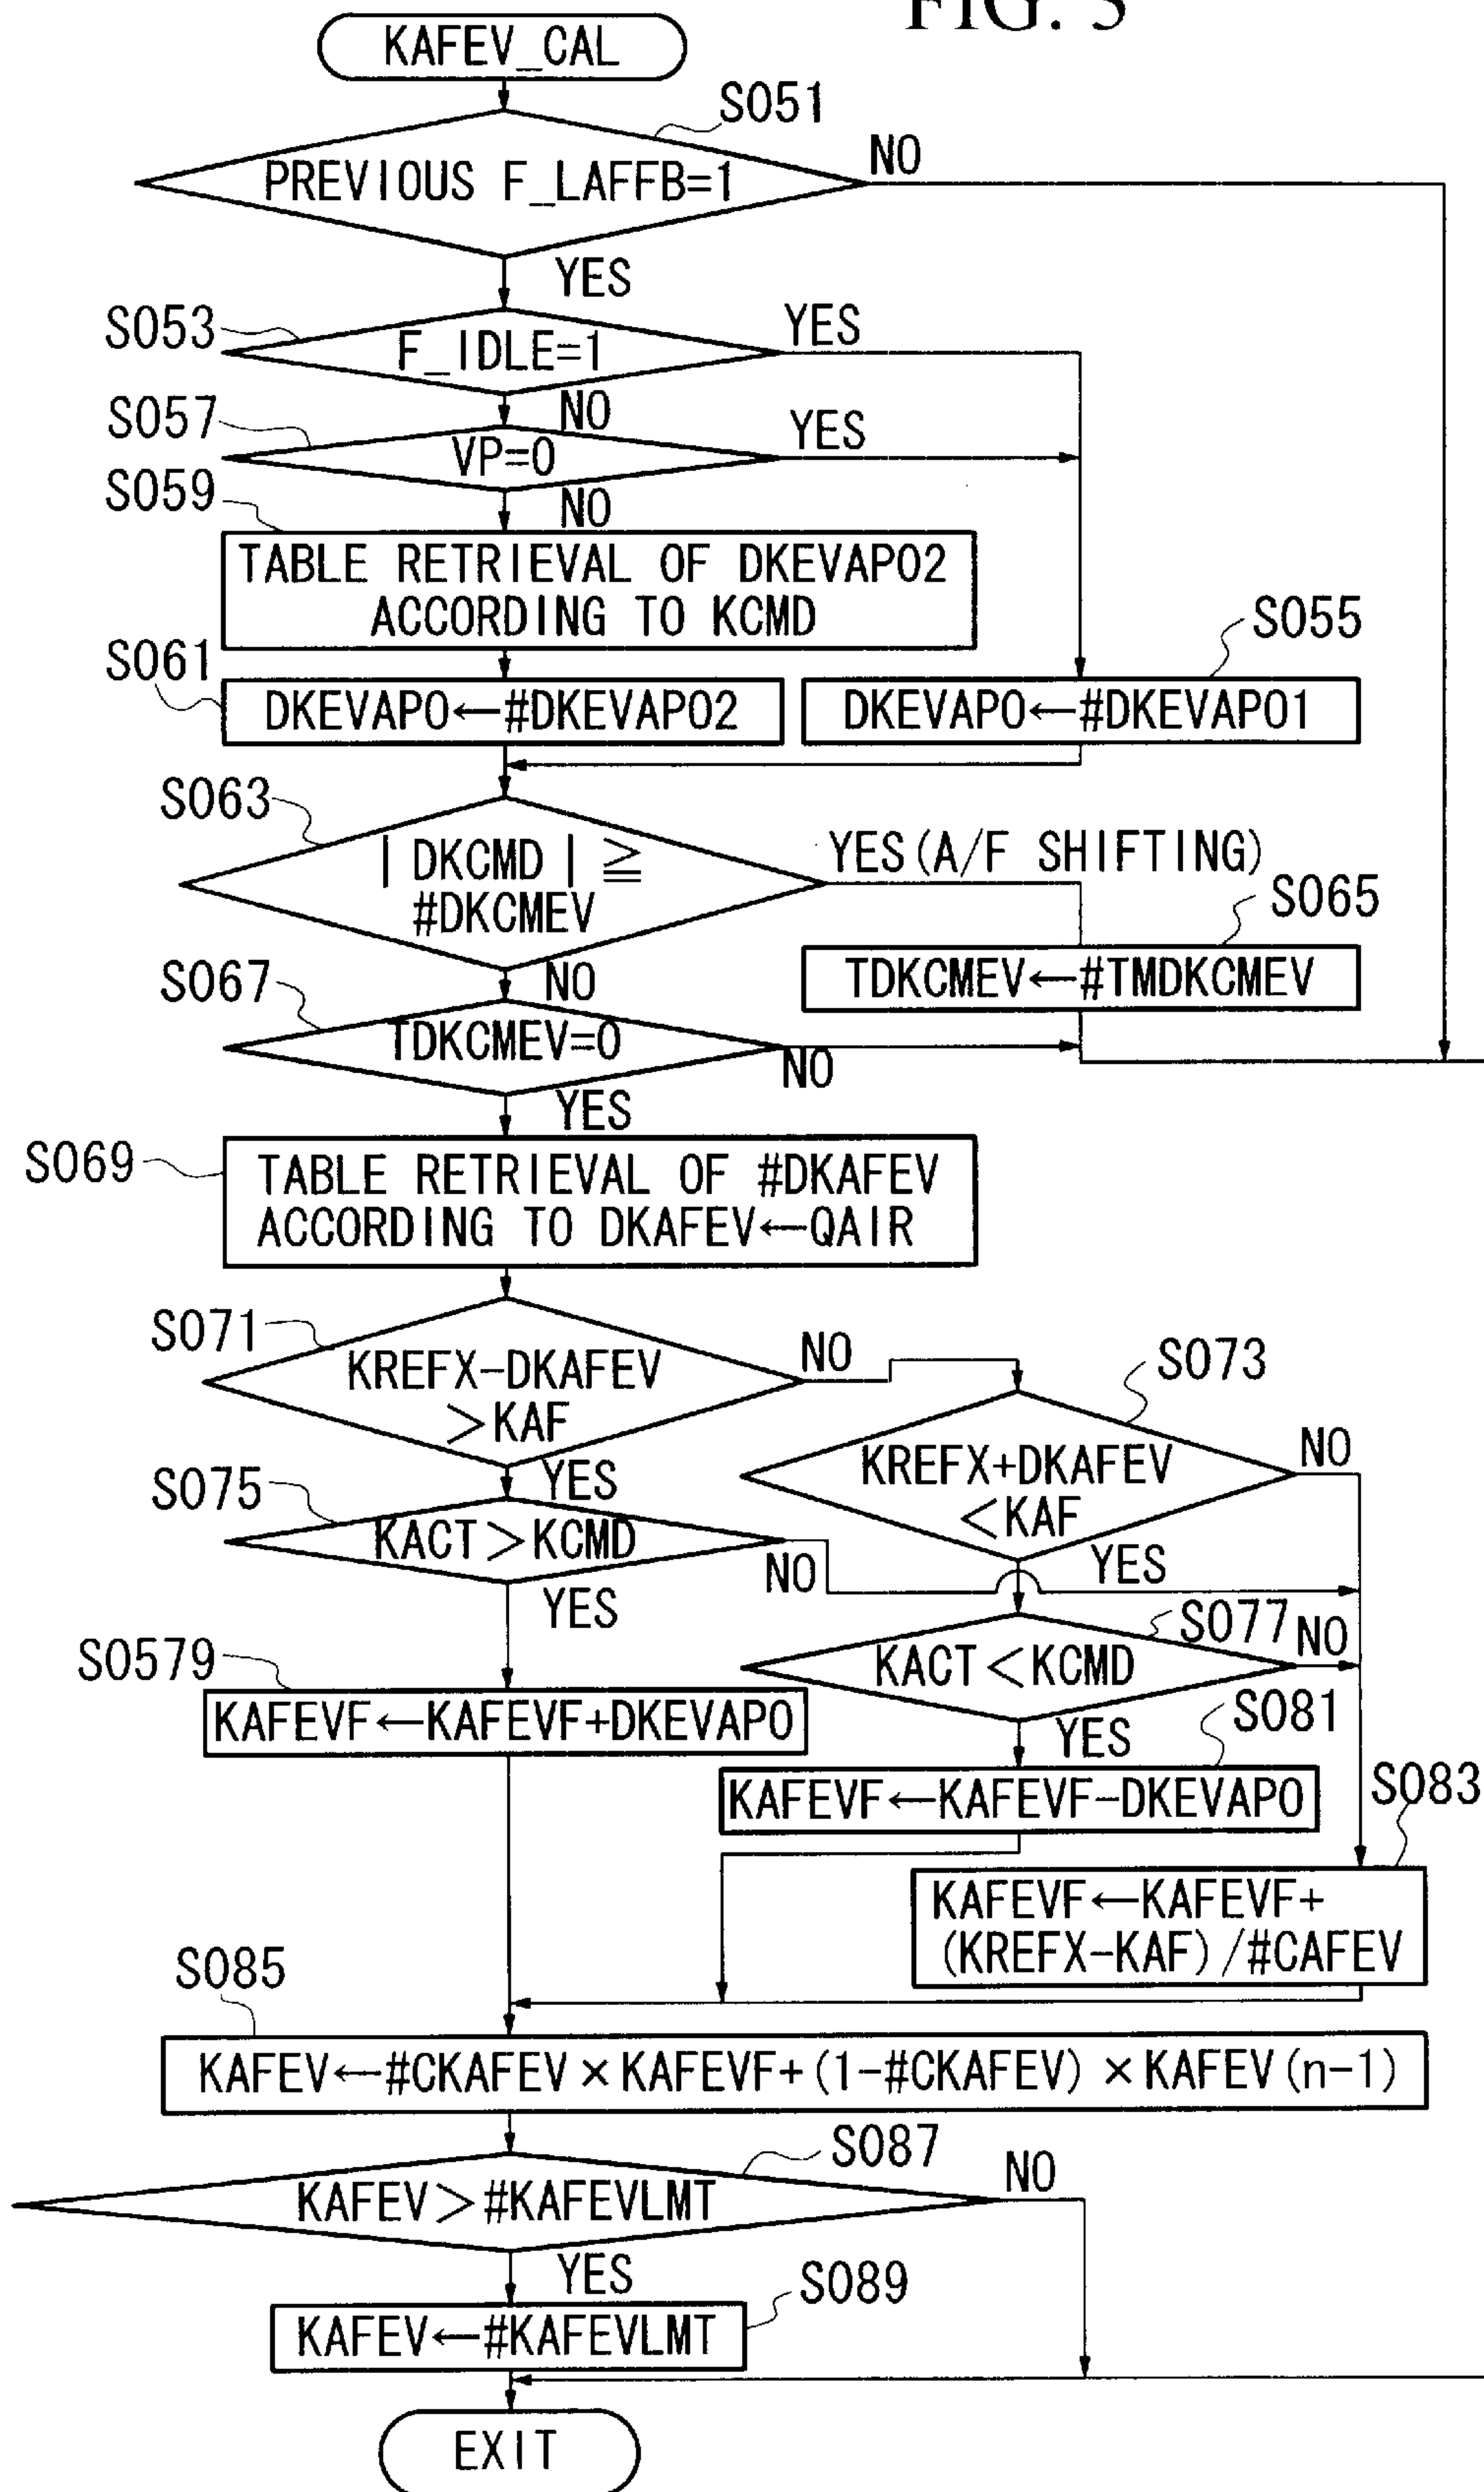 FIG. 5
KAFEV_CAL
S051
PREVIOUS F_LAFFB=1
NO
YES
S053
F_IDLE=1
YES
NO
S057
VP=0
YES
NO
S059
TABLE RETRIEVAL OF DKEVAPO2
ACCORDING TO KCMD
S061
DKEVAPO←#DKEVAPO2
S055
DKEVAPO←#DKEVAPO1
S063
|DKCMD|≧
#DKCMEV
YES(A/F SHIFTING)
NO
S065
TDKCMEV←#TMDKCMEV
S067
TDKCMEV=0
NO
YES
S069
TABLE RETRIEVAL OF #DKAFEV
ACCORDING TO DKAFEV←QAIR
S071
KREFX-DKAFEV
>KAF
NO
YES
S073
KREFX+DKAFEV
<KAF
NO
YES
S075
KACT>KCMD
NO
YES
S077
KACT<KCMD
NO
YES
S0579
KAFEVF←KAFEVF+DKEVAPO
S081
KAFEVF←KAFEVF-DKEVAPO
S083
KAFEVF←KAFEVF+
(KREFX-KAF)/#CAFEV
S085
KAFEV←#CKAFEV×KAFEVF+(1-#CKAFEV)×KAFEV(n-1)
S087
KAFEV>#KAFEVLMT
NO
YES
S089
KAFEV←#KAFEVLMT
EXIT